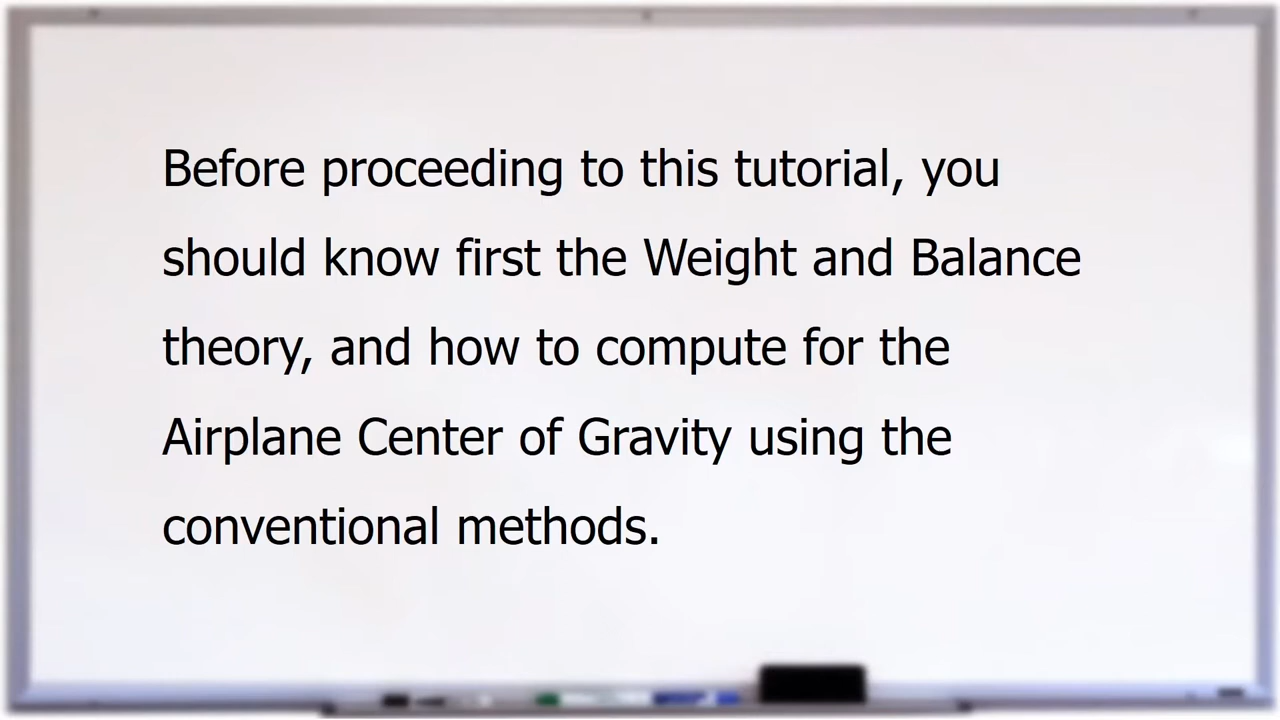 Before proceeding to this tutorial, you
should know first the Weight and Balance
theory, and how to compute for the
Airplane Center of Gravity using the
conventional methods.